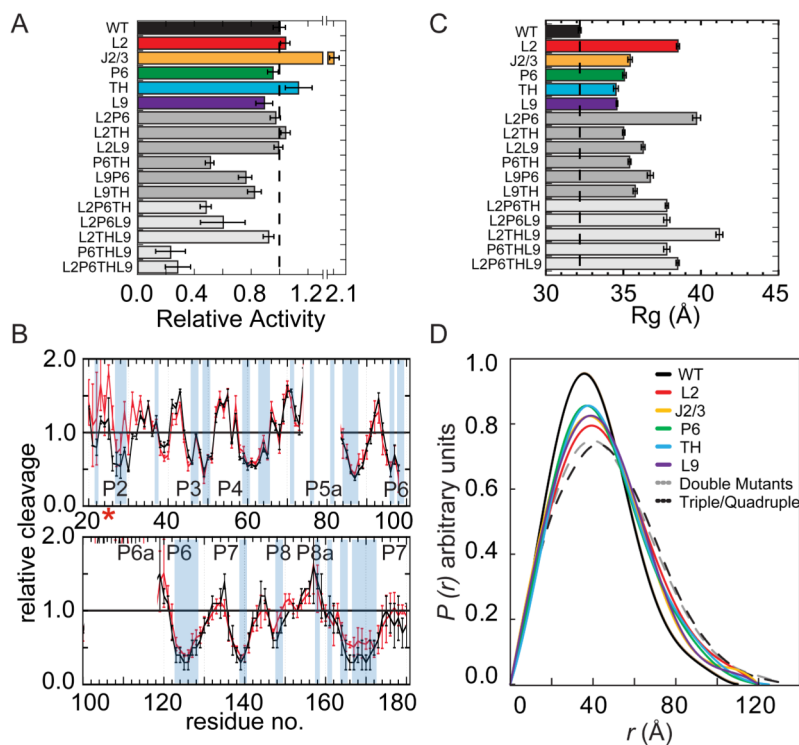 A
WT
L2
J2/3
P6
TH
L9
L2P6
L2TH
L2L9
P6TH
L9P6
L9TH
L2P6TH
L2P6L9
L2THL9
P6THL9
L2P6THL9
0.0 0.4 0.8 1.2 2.1
Relative Activity
C
WT
L2
J2/3
P6
TH
L9
L2P6
L2TH
L2L9
P6TH
L9P6
L9TH
L2P6TH
L2P6L9
L2THL9
P6THL9
L2P6THL9
30 35 40 45
Rg (Å)
B
relative cleavage
2.0
1.0
0.0
P2 P3 P4 P5a P6
20 * 40 60 80 100
2.0
1.0
0.0
P6a P6 P7 P8 P8a P7
100 120 140 160 180
residue no.
D
P (r) arbitrary units
1.0
0.8
0.6
0.4
0.2
0.0
WT
L2
J2/3
P6
TH
L9
Double Mutants
Triple/Quadruple
0 40 80 120
r (Å)